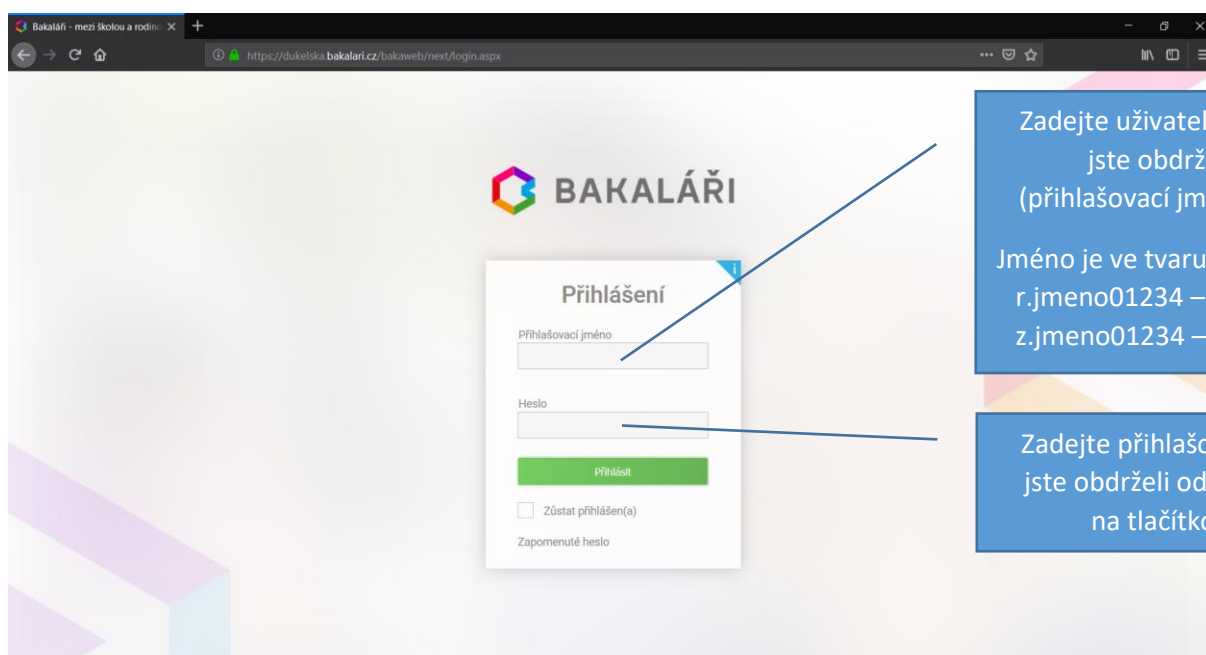 Bakaláři - mezi školou a rodino
https://dukelska.bakalari.cz/bakaweb/next/login.aspx
BAKALÁŘI
Přihlášení
Přihlašovací jméno
Heslo
Přihlásit
Zůstat přihlášen(a)
Zapomenuté heslo
Zadejte uživatel
jste obdrž
(přihlašovací jm
Jméno je ve tvaru
r.jmeno01234 –
z.jmeno01234 –
Zadejte přihlašo
jste obdrželi od
na tlačítko